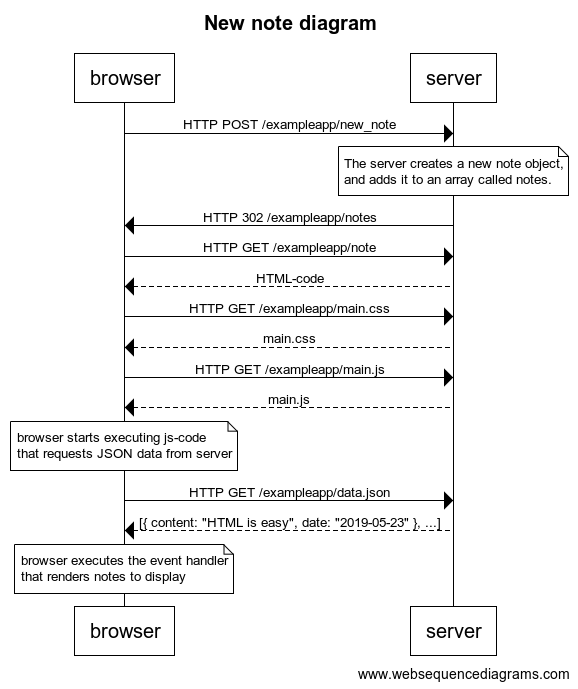 New note diagram
browser
server
HTTP POST /exampleapp/new_note
The server creates a new note object,
and adds it to an array called notes.
HTTP 302 /exampleapp/notes
HTTP GET /exampleapp/note
HTML-code
HTTP GET /exampleapp/main.css
main.css
HTTP GET /exampleapp/main.js
main.js
browser starts executing js-code
that requests JSON data from server
HTTP GET /exampleapp/data.json
[{ content: "HTML is easy", date: "2019-05-23" }, ...]
browser executes the event handler
that renders notes to display
browser
server
www.websequencediagrams.com